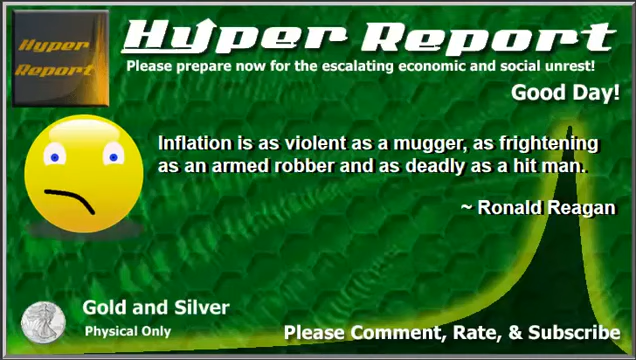 Hyper Report
Hyper
Report
Please prepare now for the escalating economic and social unrest!
Good Day!
Inflation is as violent as a mugger, as frightening
as an armed robber and as deadly as a hit man.
~ Ronald Reagan
Gold and Silver
Physical Only
Please Comment, Rate, & Subscribe